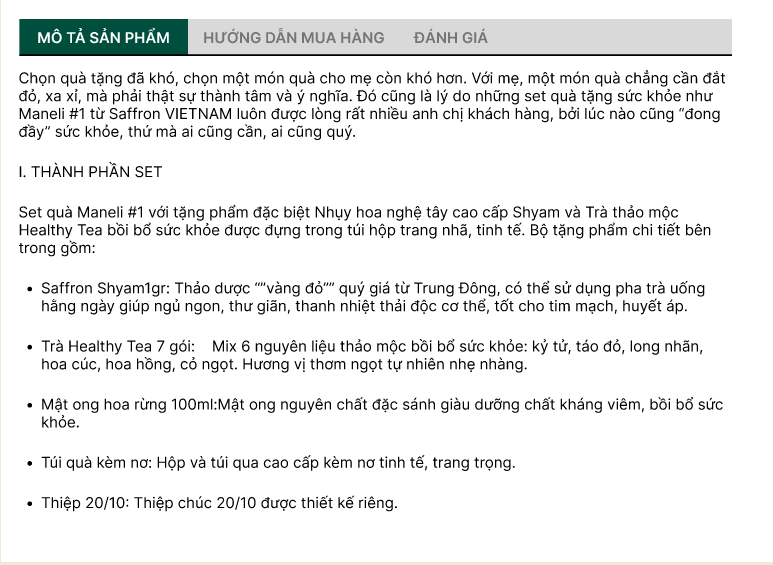 MÔ TẢ SẢN PHẨM HƯỚNG DẪN MUA HÀNG ĐÁNH GIÁ
Chọn quà tặng đã khó, chọn một món quà cho mẹ còn khó hơn. Với mẹ, một món quà chẳng cần đắt
đỏ, xa xỉ, mà phải thật sự thành tâm và ý nghĩa. Đó cũng là lý do những set quà tặng sức khỏe như
Maneli #1 từ Saffron VIETNAM luôn được lòng rất nhiều anh chị khách hàng, bởi lúc nào cũng “đong
đầy” sức khỏe, thứ mà ai cũng cần, ai cũng quý.
I. THÀNH PHẦN SET
Set quà Maneli #1 với tặng phẩm đặc biệt Nhụy hoa nghệ tây cao cấp Shyam và Trà thảo mộc
Healthy Tea bồi bổ sức khỏe được đựng trong túi hộp trang nhã, tinh tế. Bộ tặng phẩm chi tiết bên
trong gồm:
• Saffron Shyam1gr: Thảo dược “”vàng đỏ”” quý giá từ Trung Đông, có thể sử dụng pha trà uống
hằng ngày giúp ngủ ngon, thư giãn, thanh nhiệt thải độc cơ thể, tốt cho tim mạch, huyết áp.
• Trà Healthy Tea 7 gói: Mix 6 nguyên liệu thảo mộc bồi bổ sức khỏe: kỷ tử, táo đỏ, long nhãn,
hoa cúc, hoa hồng, cỏ ngọt. Hương vị thơm ngọt tự nhiên nhẹ nhàng.
• Mật ong hoa rừng 100ml:Mật ong nguyên chất đặc sánh giàu dưỡng chất kháng viêm, bồi bổ sức
khỏe.
• Túi quà kèm nơ: Hộp và túi qua cao cấp kèm nơ tinh tế, trang trọng.
• Thiệp 20/10: Thiệp chúc 20/10 được thiết kế riêng.